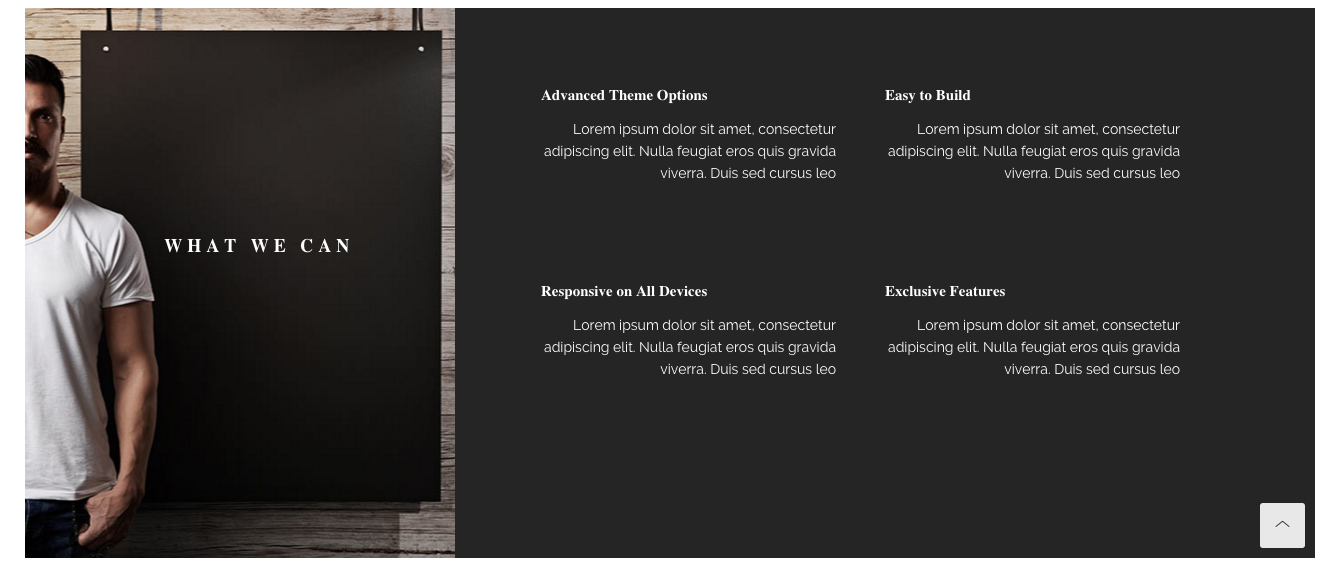 WHAT WE CAN
Advanced Theme Options
Lorem ipsum dolor sit amet, consectetur
adipiscing elit. Nulla feugiat eros quis gravida
viverra. Duis sed cursus leo
Easy to Build
Lorem ipsum dolor sit amet, consectetur
adipiscing elit. Nulla feugiat eros quis gravida
viverra. Duis sed cursus leo
Responsive on All Devices
Lorem ipsum dolor sit amet, consectetur
adipiscing elit. Nulla feugiat eros quis gravida
viverra. Duis sed cursus leo
Exclusive Features
Lorem ipsum dolor sit amet, consectetur
adipiscing elit. Nulla feugiat eros quis gravida
viverra. Duis sed cursus leo